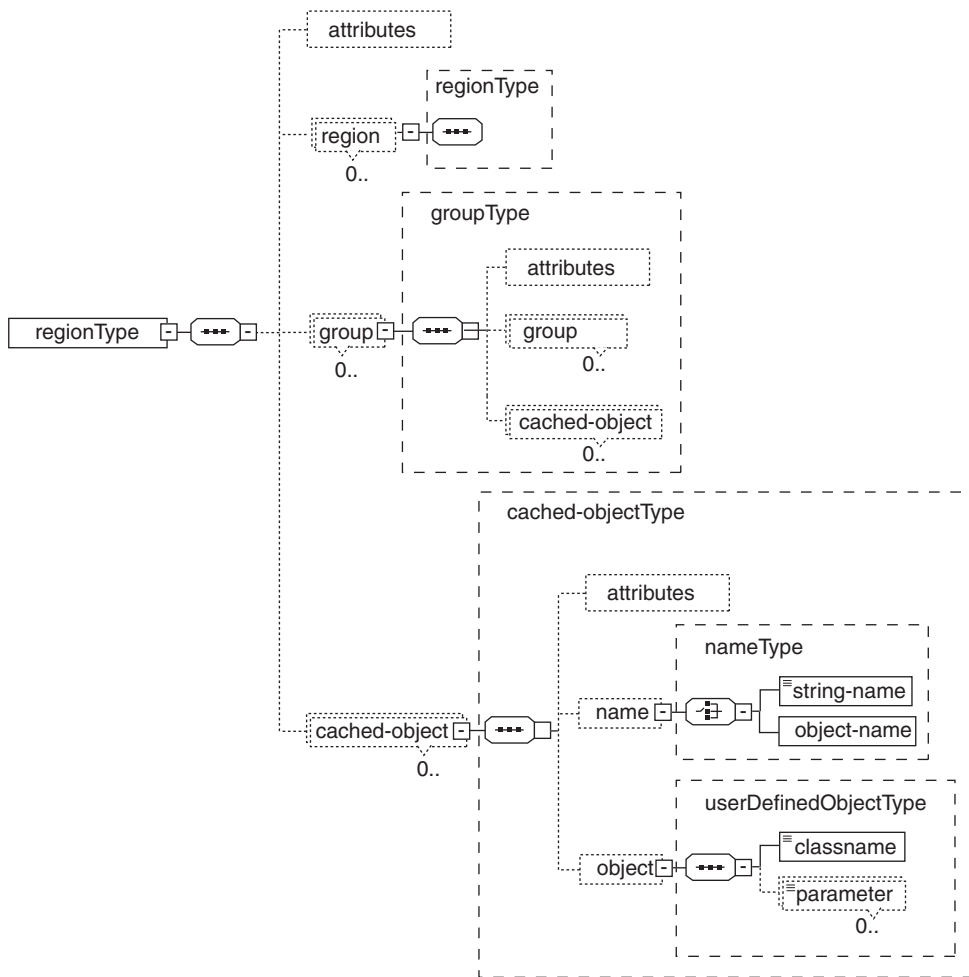 attributes
regionType
region
0..
groupType
attributes
regionType
group
0..
group
0..
cached-object
0..
cached-objectType
attributes
nameType
string-name
name
object-name
cached-object
0..
userDefinedObjectType
classname
object
parameter
0..